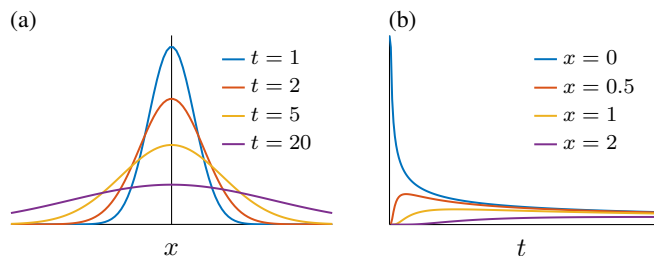 (a)
t = 1
t = 2
t = 5
t = 20
x
(b)
x = 0
x = 0.5
x = 1
x = 2
t